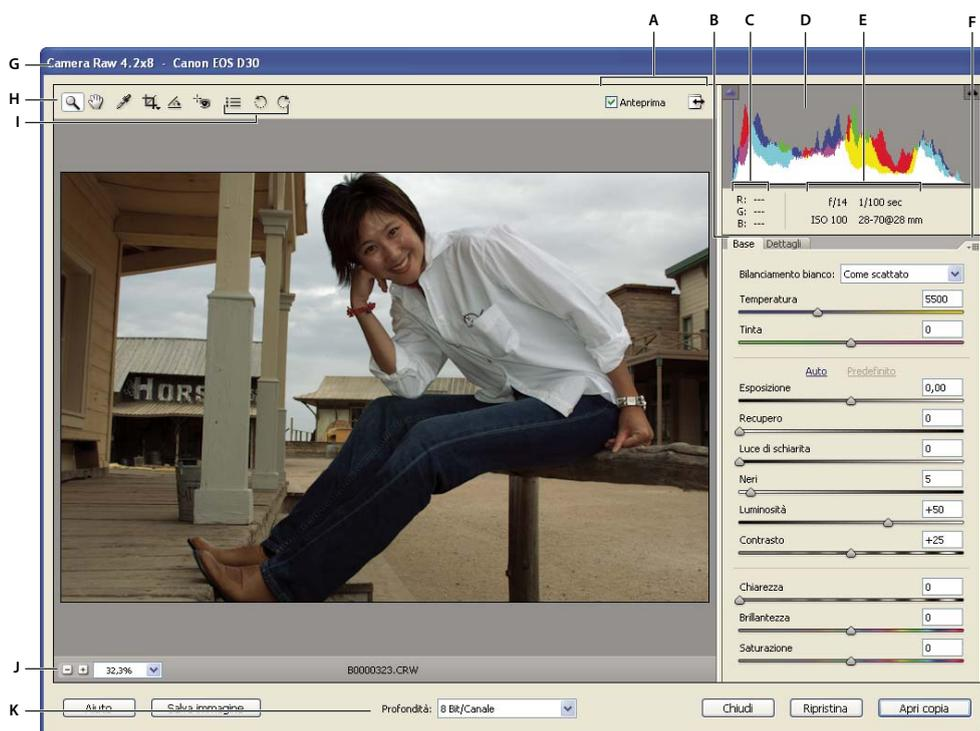 A B C D E F
G Camera Raw 4.2x8 - Canon EOS D30
H Anteprima
I
R: ---
G: ---
B: ---
f/14 1/100 sec
ISO 100 28-70@28 mm
Base Dettagli
Bilanciamento bianco: Come scattato
Temperatura 5500
Tinta 0
Auto Predefinito
Esposizione 0,00
Recupero 0
Luce di schiarita 0
Neri 5
Luminosità +50
Contrasto +25
Chiarezza 0
Brillantezza 0
Saturazione 0
HORS
J 32,3% B0000323.CRW
K Aiuto Salva immagine Profondità: 8 Bit/Canale Chiudi Ripristina Apri copia